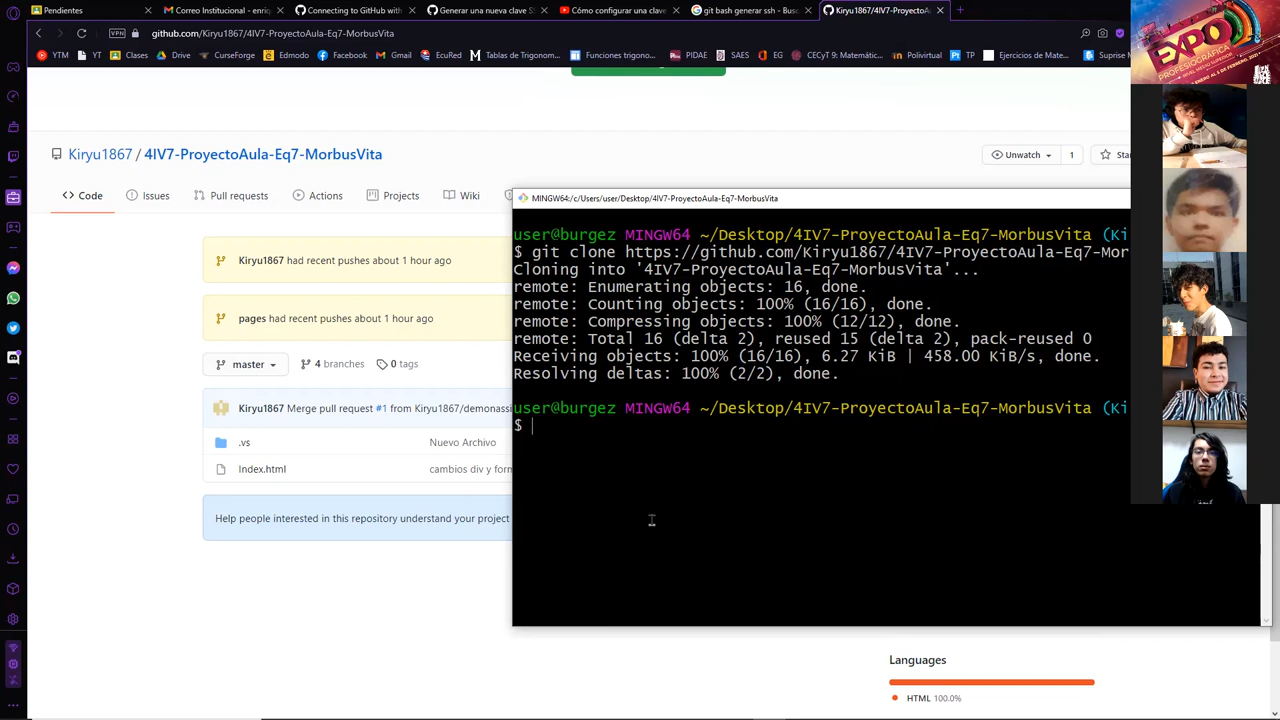 Pendientes
Correo Institucional - enriq
Connecting to GitHub with
Generar una nueva clave S
Cómo configurar una clave
git bash generar ssh - Bus
Kiryu1867/4IV7-ProyectoAu
VPN
github.com/Kiryu1867/4IV7-ProyectoAula-Eq7-MorbusVita
YTM
YT
Clases
Drive
CurseForge
Edmodo
Facebook
Gmail
EcuRed
Tablas de Trigonom...
Funciones trigono...
PIDAE
SAES
EG
CECyT 9: Matemátic...
Polivirtual
TP
Ejercicios de Mate...
Suprise M
EXPO
PROFESIOGRÁFICA
Kiryu1867 / 4IV7-ProyectoAula-Eq7-MorbusVita
Unwatch
1
Star
Code
Issues
Pull requests
Actions
Projects
Wiki
MINGW64:/c/Users/user/Desktop/4IV7-ProyectoAula-Eq7-MorbusVita
Kiryu1867 had recent pushes about 1 hour ago
pages had recent pushes about 1 hour ago
master
4 branches
0 tags
Kiryu1867 Merge pull request #1 from Kiryu1867/demonass
.vs
Nuevo Archivo
Index.html
cambios div y form
Help people interested in this repository understand your project
user@burgez MINGW64 ~/Desktop/4IV7-ProyectoAula-Eq7-MorbusVita (Ki
$ git clone https://github.com/Kiryu1867/4IV7-ProyectoAula-Eq7-Mor
Cloning into '4IV7-ProyectoAula-Eq7-MorbusVita'...
remote: Enumerating objects: 16, done.
remote: Counting objects: 100% (16/16), done.
remote: Compressing objects: 100% (12/12), done.
remote: Total 16 (delta 2), reused 15 (delta 2), pack-reused 0
Receiving objects: 100% (16/16), 6.27 KiB | 458.00 KiB/s, done.
Resolving deltas: 100% (2/2), done.
user@burgez MINGW64 ~/Desktop/4IV7-ProyectoAula-Eq7-MorbusVita (Ki
$
Languages
HTML 100.0%